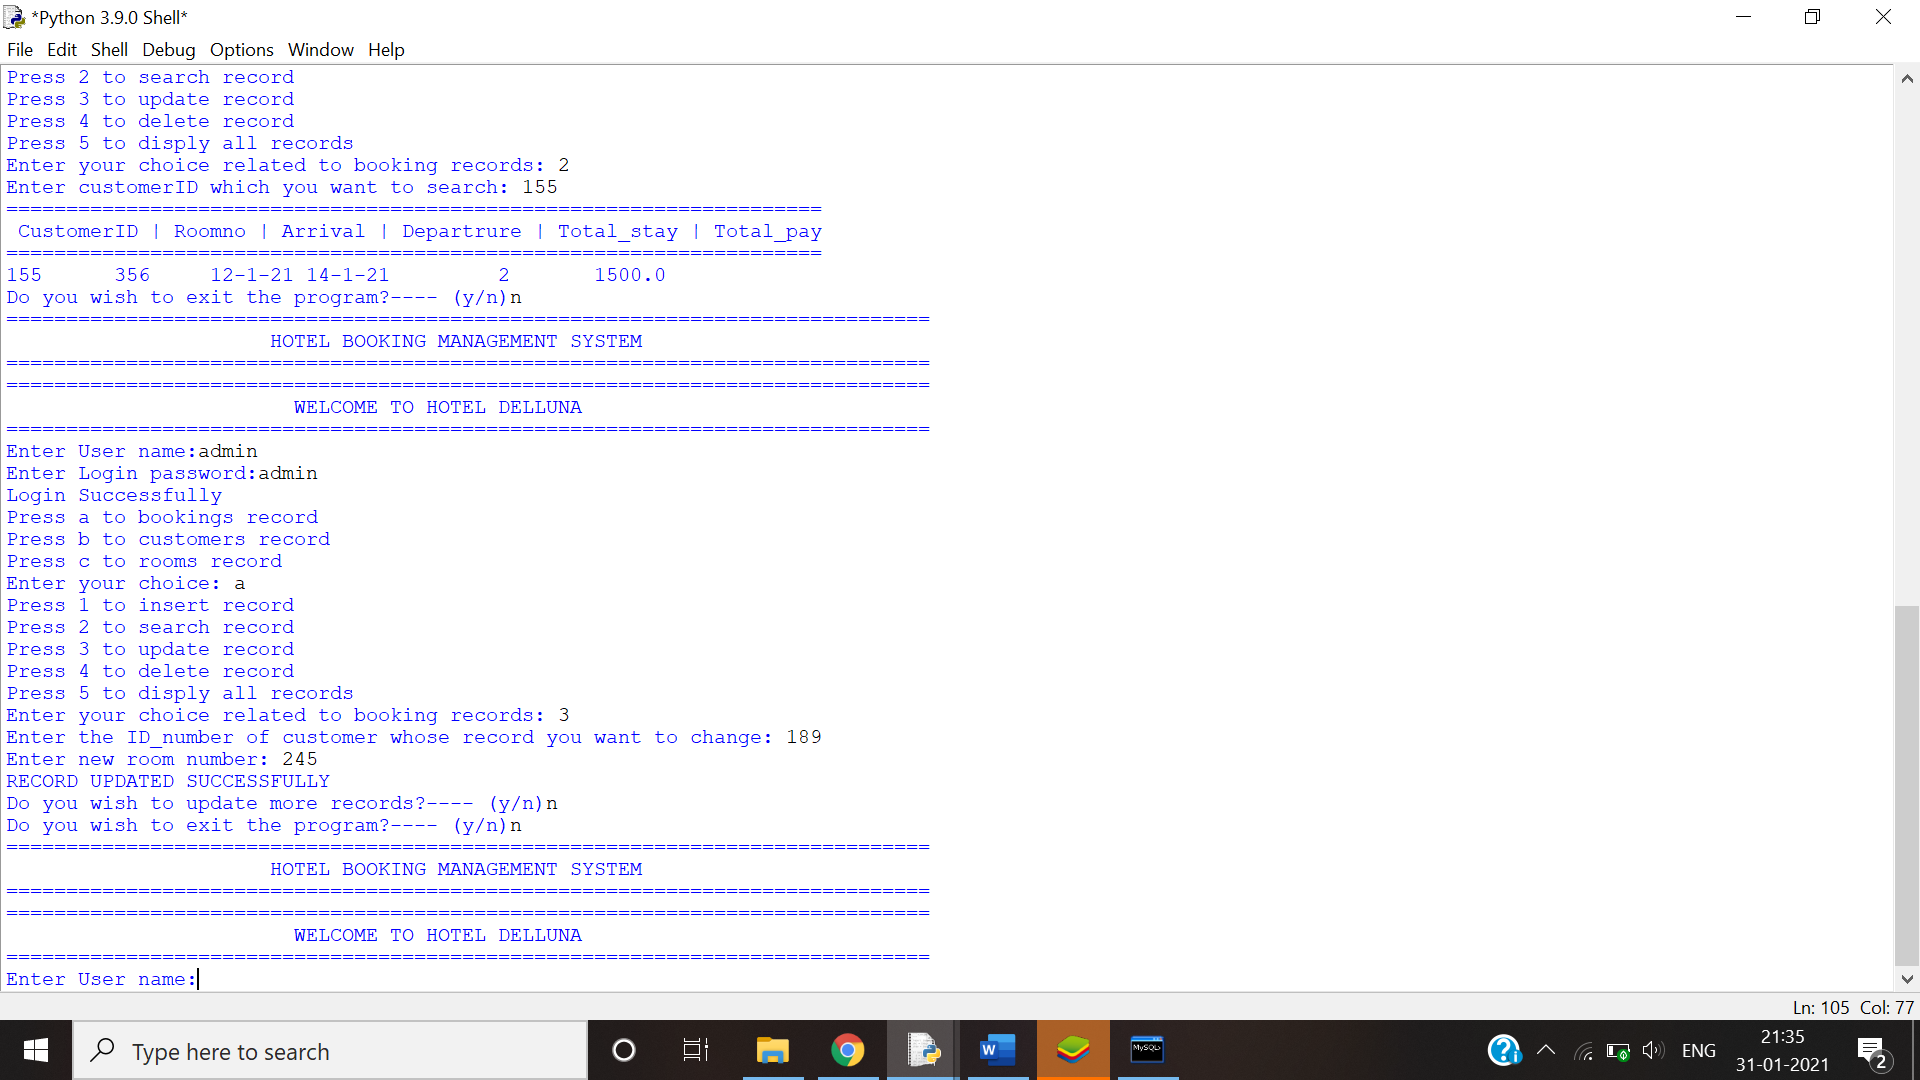 *Python 3.9.0 Shell*
File Edit Shell Debug Options Window Help
Press 2 to search record
Press 3 to update record
Press 4 to delete record
Press 5 to disply all records
Enter your choice related to booking records: 2
Enter customerID which you want to search: 155
====================================================================
 CustomerID | Roomno | Arrival | Departrure | Total_stay | Total_pay
====================================================================
155      356     12-1-21 14-1-21         2       1500.0
Do you wish to exit the program?---- (y/n)n
=============================================================================
                      HOTEL BOOKING MANAGEMENT SYSTEM
=============================================================================
=============================================================================
                        WELCOME TO HOTEL DELLUNA
=============================================================================
Enter User name:admin
Enter Login password:admin
Login Successfully
Press a to bookings record
Press b to customers record
Press c to rooms record
Enter your choice: a
Press 1 to insert record
Press 2 to search record
Press 3 to update record
Press 4 to delete record
Press 5 to disply all records
Enter your choice related to booking records: 3
Enter the ID_number of customer whose record you want to change: 189
Enter new room number: 245
RECORD UPDATED SUCCESSFULLY
Do you wish to update more records?---- (y/n)n
Do you wish to exit the program?---- (y/n)n
=============================================================================
                      HOTEL BOOKING MANAGEMENT SYSTEM
=============================================================================
=============================================================================
                        WELCOME TO HOTEL DELLUNA
=============================================================================
Enter User name:
Ln: 105 Col: 77
Type here to search
W
MySQL
ENG
21:35
31-01-2021
2